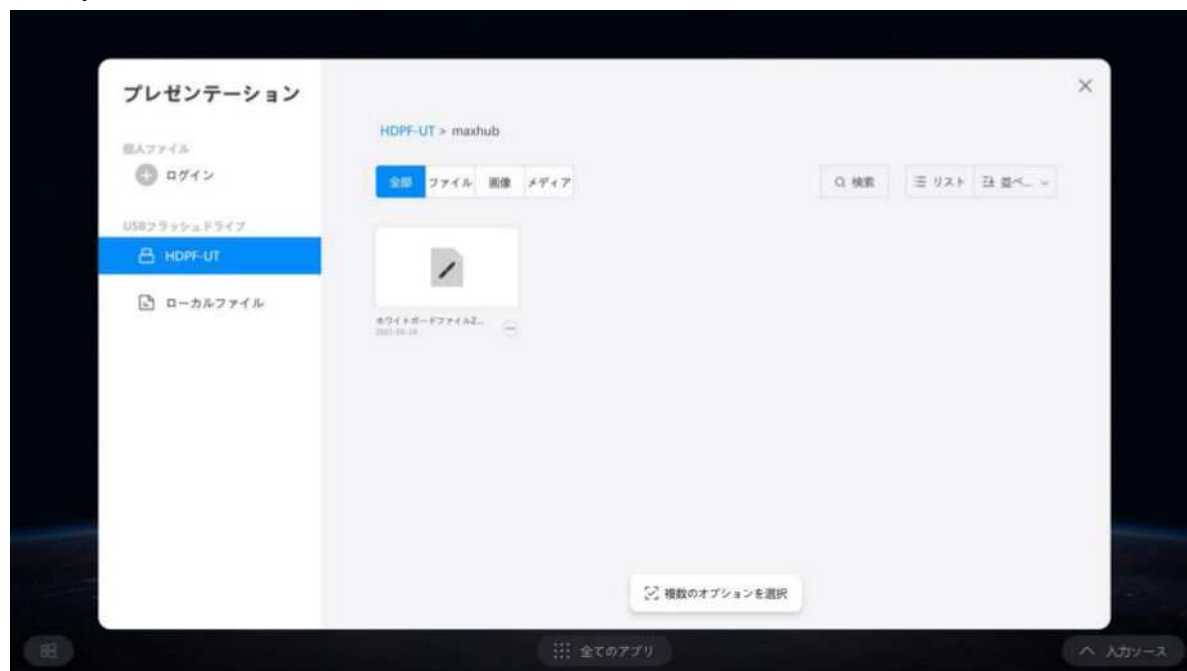 プレゼンテーション
HDPF-UT > maxhub
個人ファイル
ログイン
全部 ファイル 画像 メディア
検索 リスト 並べ...
USBフラッシュドライブ
HDPF-UT
ローカルファイル
ホワイトボードファイル2...
複数のオプションを選択
全てのアプリ
入力ソース